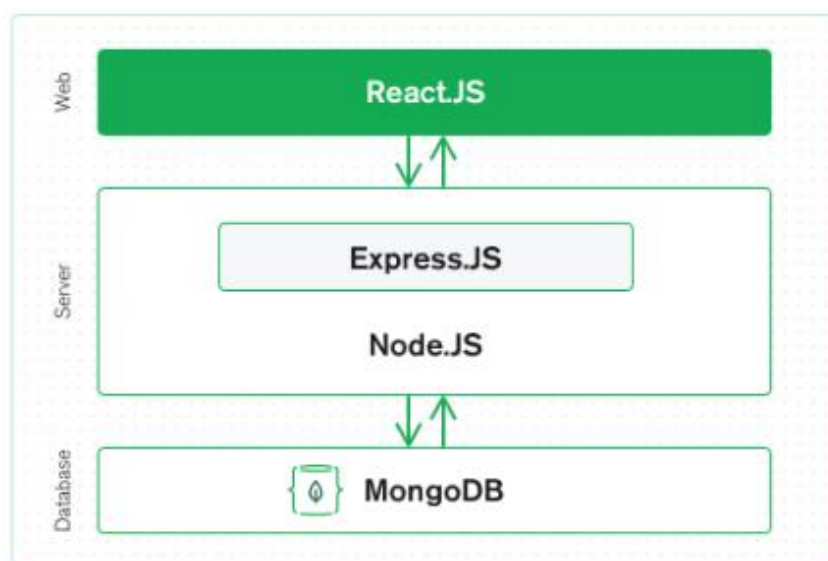 Web
React.JS
Server
Express.JS
Node.JS
Database
MongoDB